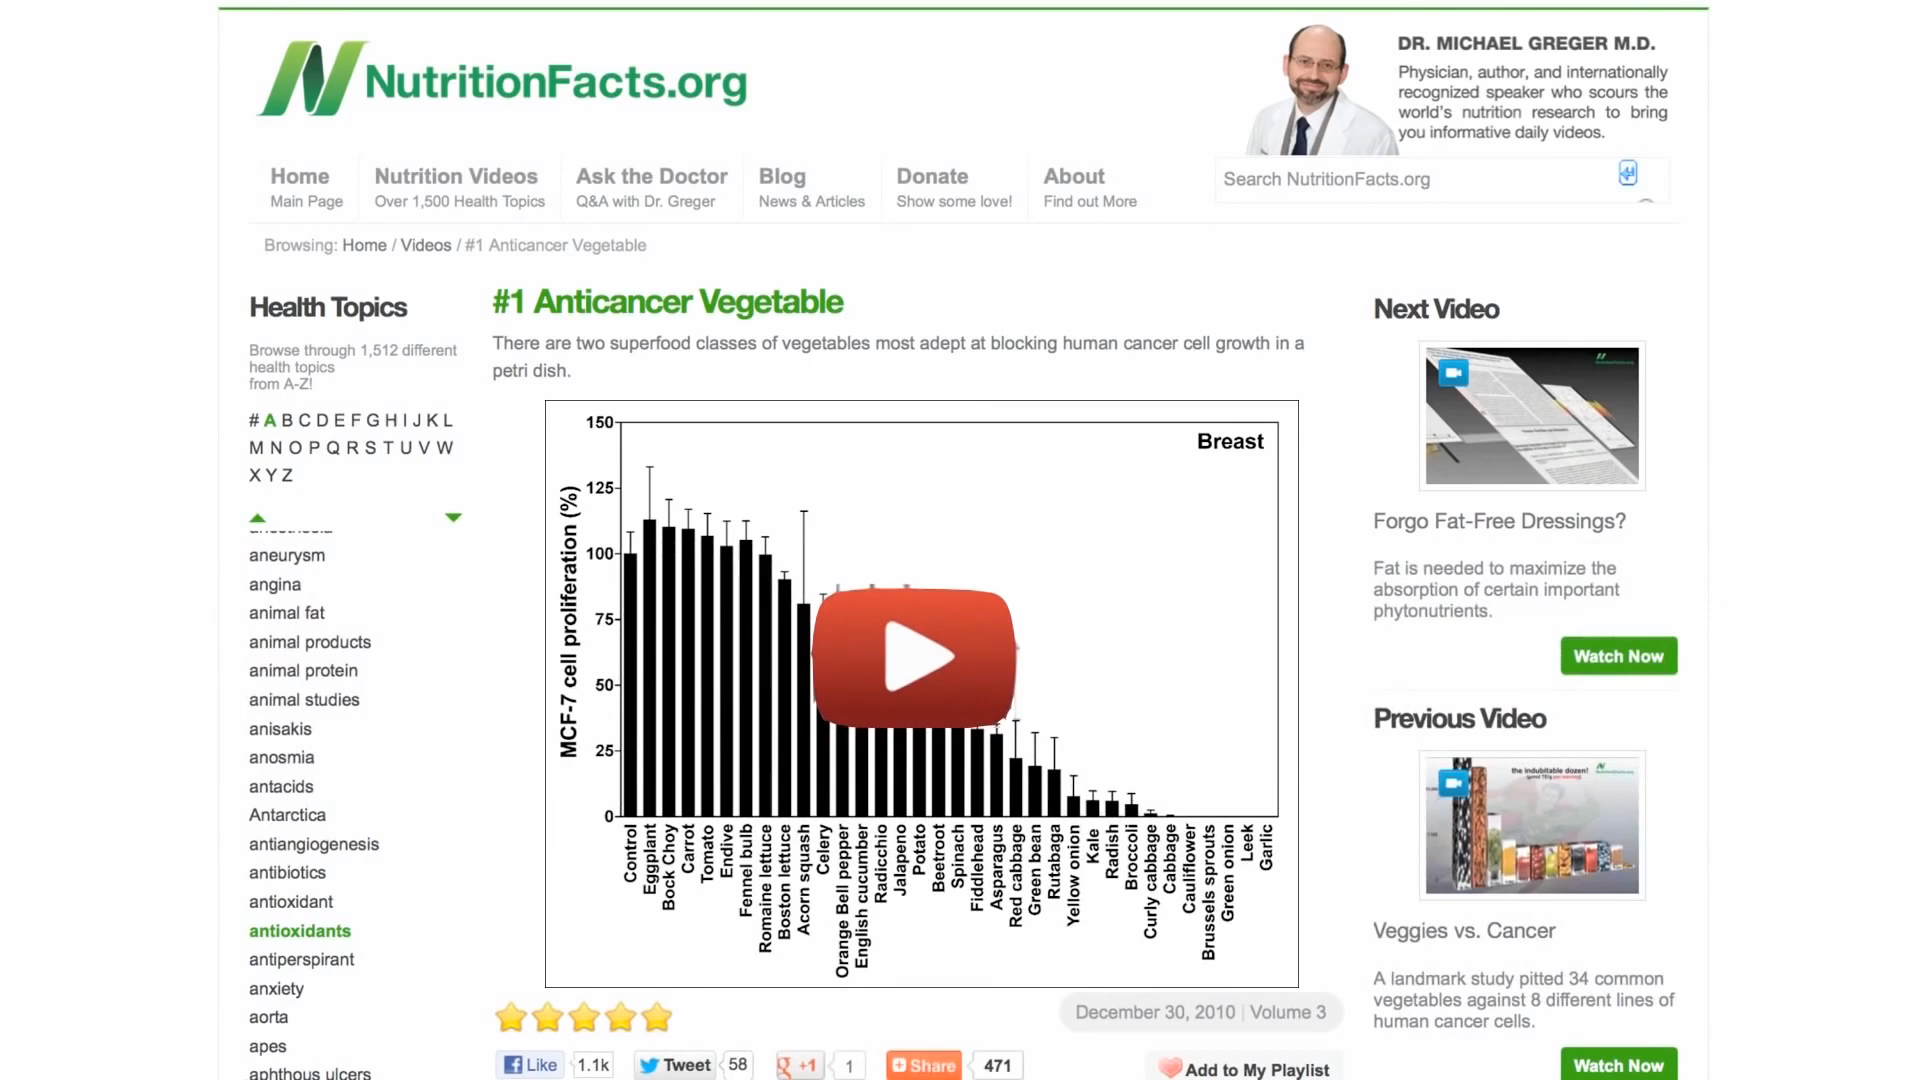 NutritionFacts.org
DR. MICHAEL GREGER M.D.
Physician, author, and internationally
recognized speaker who scours the
world's nutrition research to bring
you informative daily videos.
Home
Main Page
Nutrition Videos
Over 1,500 Health Topics
Ask the Doctor
Q&A with Dr. Greger
Blog
News & Articles
Donate
Show some love!
About
Find out More
Search NutritionFacts.org
Browsing: Home / Videos / #1 Anticancer Vegetable
Health Topics
Browse through 1,512 different
health topics
from A-Z!
# A B C D E F G H I J K L
M N O P Q R S T U V W
X Y Z
aneurysm
angina
animal fat
animal products
animal protein
animal studies
anisakis
anosmia
antacids
Antarctica
antiangiogenesis
antibiotics
antioxidant
antioxidants
antiperspirant
anxiety
aorta
apes
aphthous ulcers
#1 Anticancer Vegetable
There are two superfood classes of vegetables most adept at blocking human cancer cell growth in a
petri dish.
Breast
MCF-7 cell proliferation (%)
150
125
100
75
50
25
0
Control
Eggplant
Bock Choy
Carrot
Tomato
Endive
Fennel bulb
Romaine lettuce
Boston lettuce
Acorn squash
Celery
Orange Bell pepper
English cucumber
Radicchio
Jalapeno
Potato
Beetroot
Spinach
Fiddlehead
Asparagus
Red cabbage
Green bean
Rutabaga
Yellow onion
Kale
Radish
Broccoli
Curly cabbage
Cabbage
Cauliflower
Brussels sprouts
Green onion
Leek
Garlic
December 30, 2010 | Volume 3
Like 1.1k
Tweet 58
+1 1
Share 471
Add to My Playlist
Next Video
Forgo Fat-Free Dressings?
Fat is needed to maximize the
absorption of certain important
phytonutrients.
Watch Now
Previous Video
the indubitable dozen!
Veggies vs. Cancer
A landmark study pitted 34 common
vegetables against 8 different lines of
human cancer cells.
Watch Now